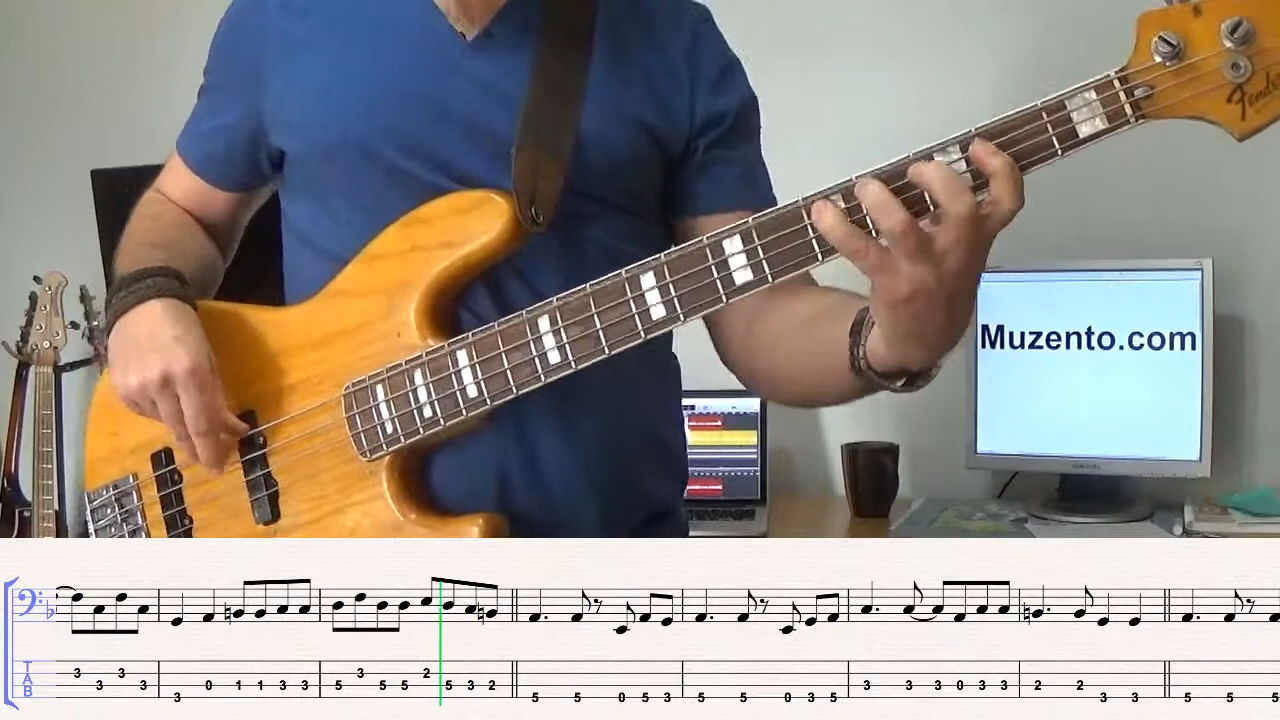 Fender
Muzento.com
T
A
B
3 3 3 3 3 0 1 1 3 3 5 3 5 5 2 5 3 2 5 5 0 5 3 5 5 0 3 5 3 3 3 0 3 3 2 2 3 3 5 5 5